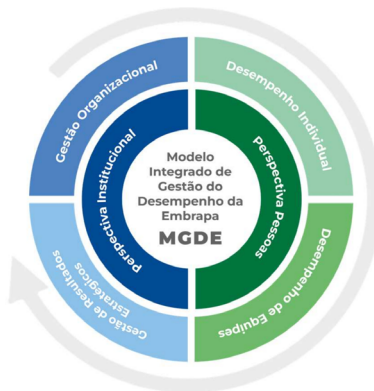 Gestão Organizacional
Desempenho Individual
Perspectiva Institucional
Perspectiva Pessoas
Modelo
Integrado de
Gestão do
Desempenho da
Embrapa
MGDE
Gestão de Resultados
Estratégicos
Desempenho de Equipes